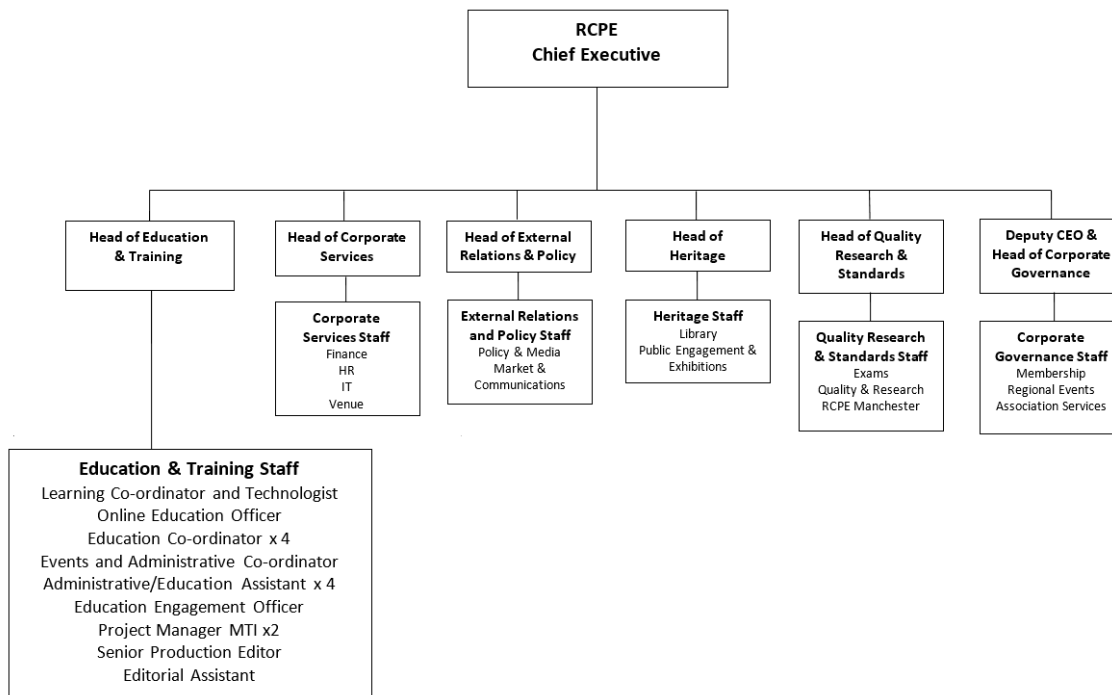 RCPE
Chief Executive
Head of Education
& Training
Head of Corporate
Services
Head of External
Relations & Policy
Head of
Heritage
Head of Quality
Research &
Standards
Deputy CEO &
Head of Corporate
Governance
Corporate
Services Staff
Finance
HR
IT
Venue
External Relations
and Policy Staff
Policy & Media
Market &
Communications
Heritage Staff
Library
Public Engagement &
Exhibitions
Quality Research
& Standards Staff
Exams
Quality & Research
RCPE Manchester
Corporate
Governance Staff
Membership
Regional Events
Association Services
Education & Training Staff
Learning Co-ordinator and Technologist
Online Education Officer
Education Co-ordinator x 4
Events and Administrative Co-ordinator
Administrative/Education Assistant x 4
Education Engagement Officer
Project Manager MTI x2
Senior Production Editor
Editorial Assistant